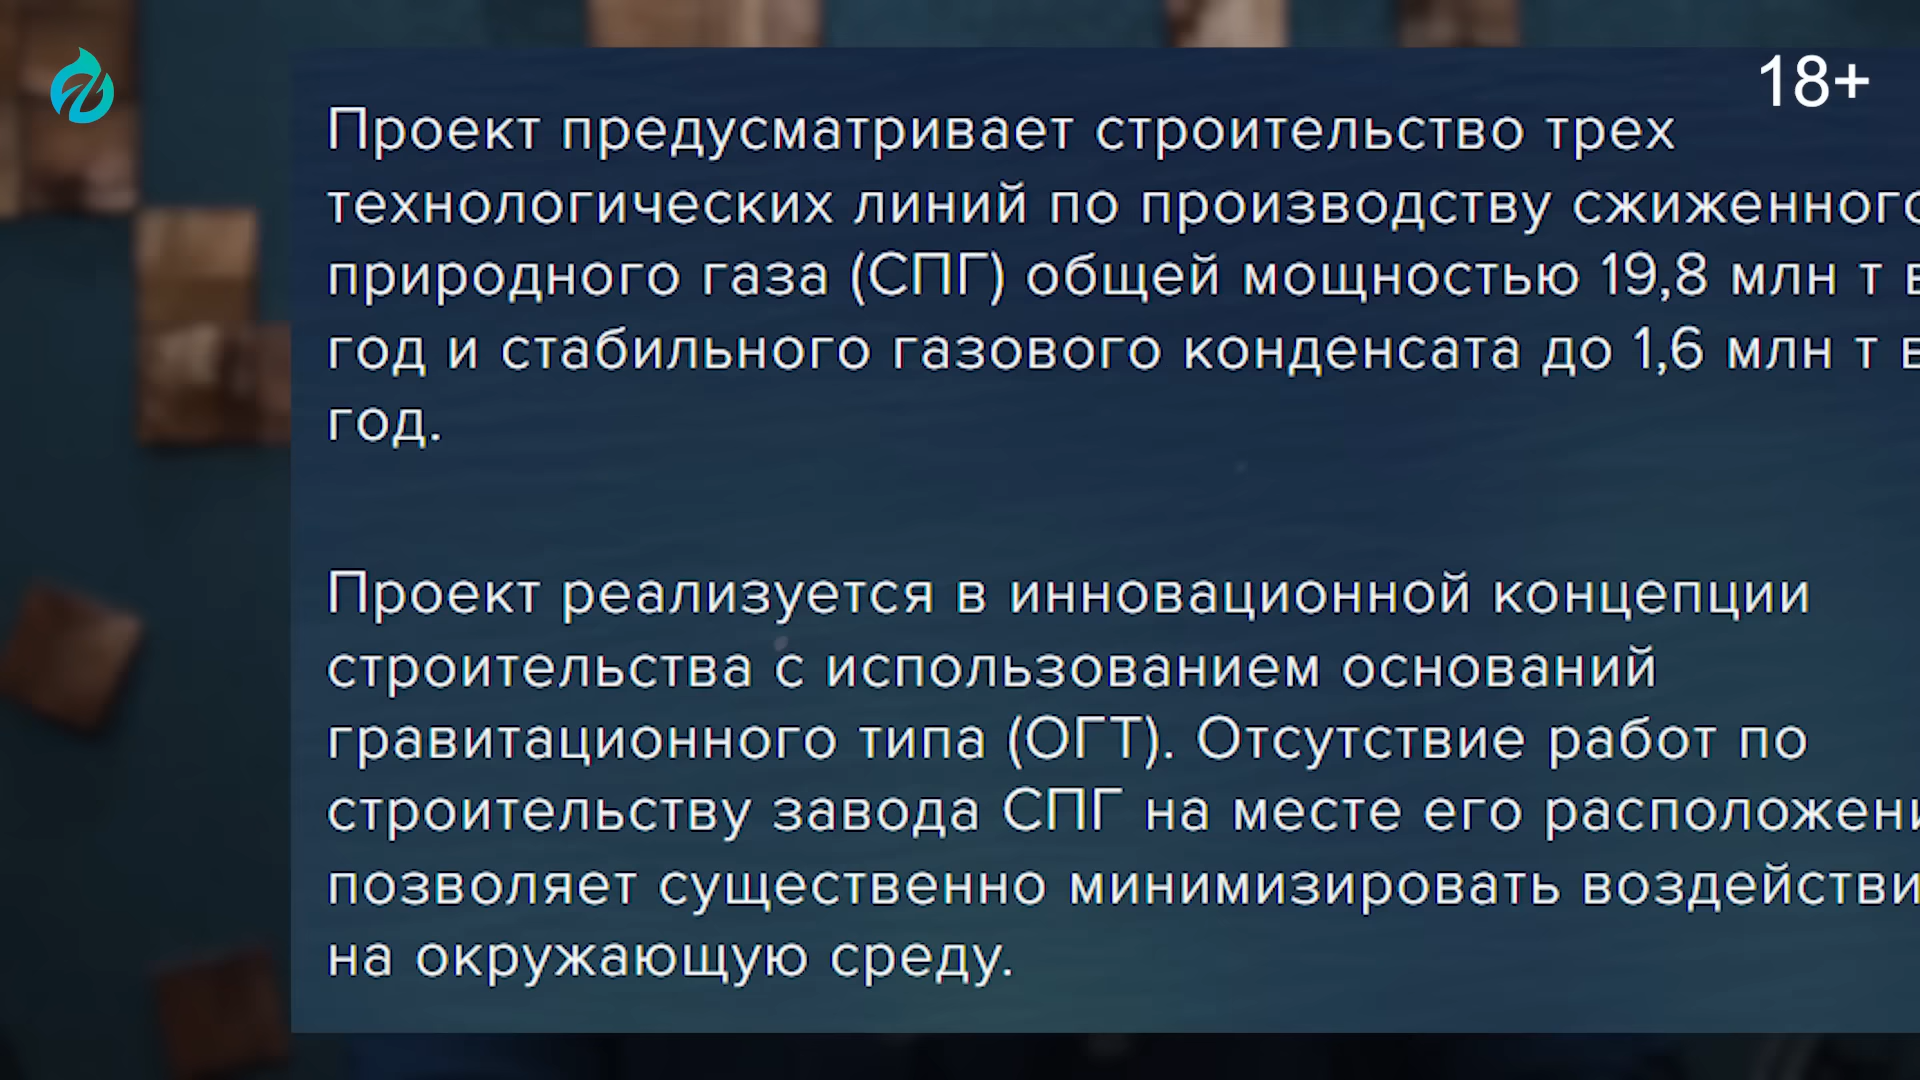 18+
Проект предусматривает строительство трех
технологических линий по производству сжиженного
природного газа (СПГ) общей мощностью 19,8 млн т в
год и стабильного газового конденсата до 1,6 млн т в
год.
Проект реализуется в инновационной концепции
строительства с использованием оснований
гравитационного типа (ОГТ). Отсутствие работ по
строительству завода СПГ на месте его расположени
позволяет существенно минимизировать воздействи
на окружающую среду.